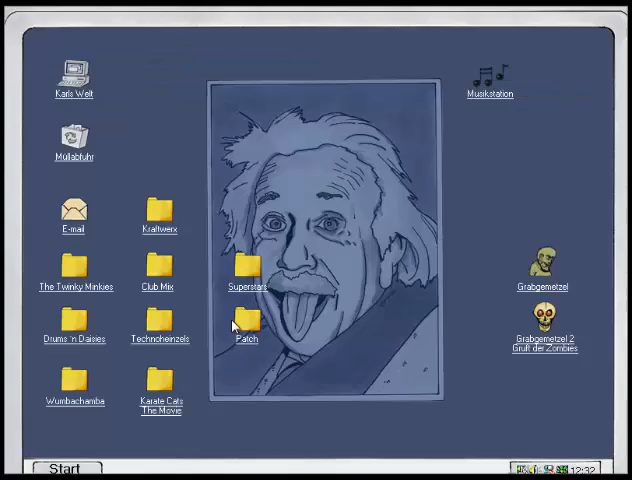 Karls Welt
Musikstation
Müllabfuhr
E-mail
Kraftwerx
The Twinky Minkies
Club Mix
Superstars
Grabgemetzel
Drums 'n Daisies
Technoheinzels
Patch
Grabgemetzel 2
Gruft der Zombies
Wumbachamba
Karate Cats
The Movie
Start
12:32